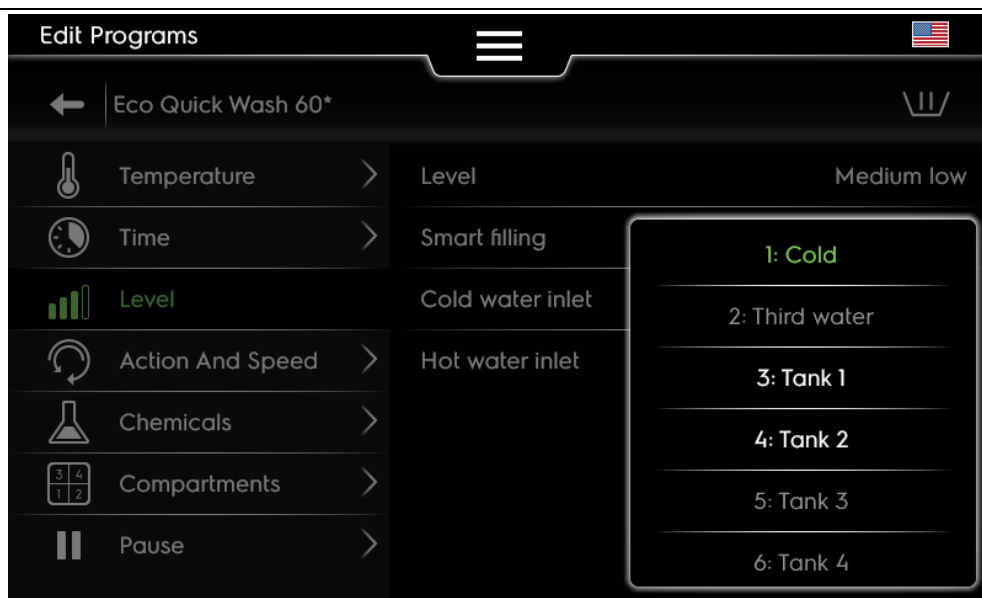 Edit Programs
Eco Quick Wash 60*
Temperature
Time
Level
Action And Speed
Chemicals
3 4
1 2
Compartments
Pause
Level
Medium low
Smart filling
Cold water inlet
Hot water inlet
1: Cold
2: Third water
3: Tank 1
4: Tank 2
5: Tank 3
6: Tank 4